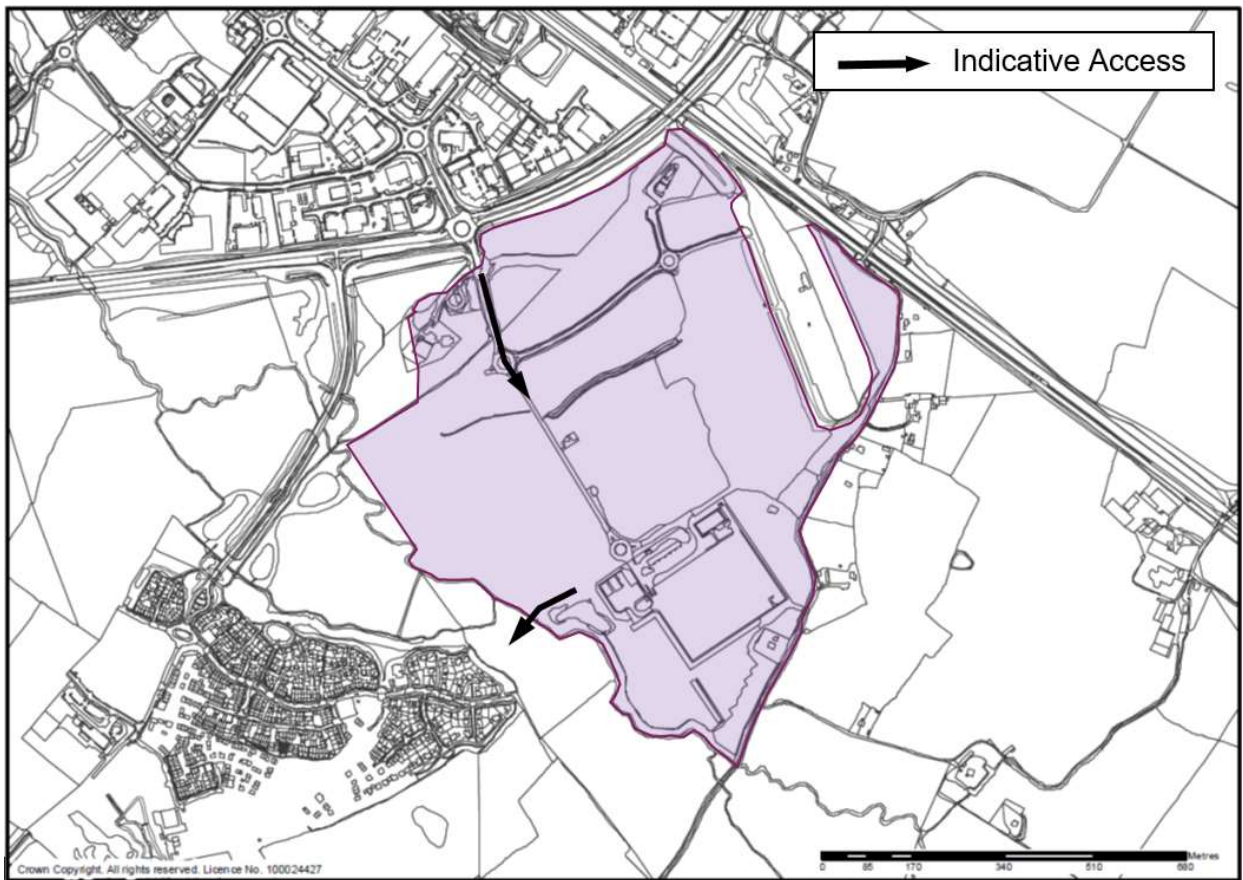 Indicative Access
Crown Copyright. All rights reserved. Licence No. 100024427
Metres
0 85 170 340 510 680